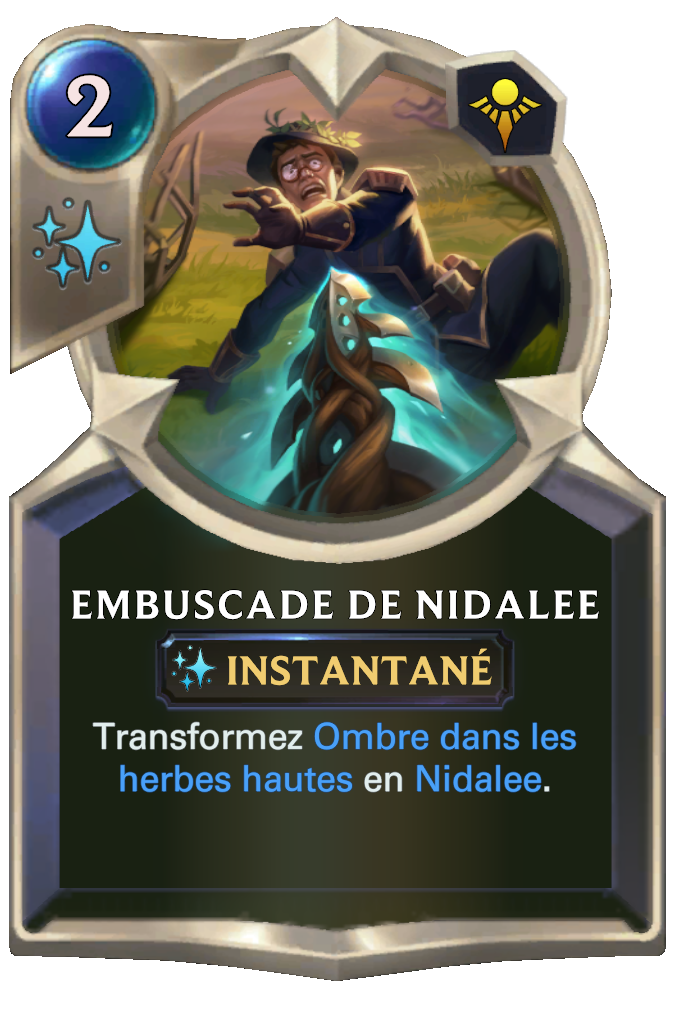 2
EMBUSCADE DE NIDALEE
INSTANTANÉ
Transformez Ombre dans les
herbes hautes en Nidalee.